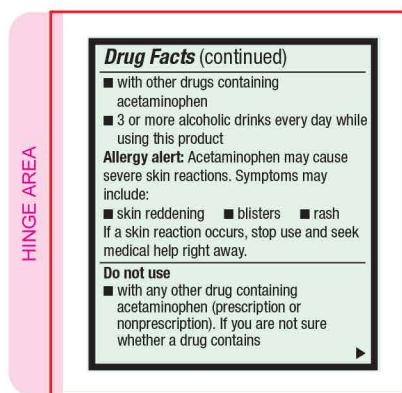 HINGE AREA
Drug Facts (continued)
■ with other drugs containing
acetaminophen
■ 3 or more alcoholic drinks every day while
using this product
Allergy alert: Acetaminophen may cause
severe skin reactions. Symptoms may
include:
■ skin reddening ■ blisters ■ rash
If a skin reaction occurs, stop use and seek
medical help right away.
Do not use
■ with any other drug containing
acetaminophen (prescription or
nonprescription). If you are not sure
whether a drug contains